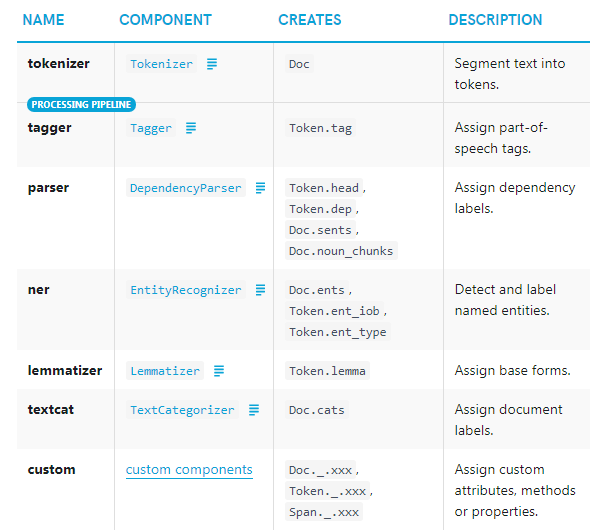 NAME COMPONENT CREATES DESCRIPTION
tokenizer Tokenizer Doc Segment text into
tokens.
PROCESSING PIPELINE
tagger Tagger Token.tag Assign part-of-
speech tags.
parser DependencyParser Token.head, Assign dependency
Token.dep, labels.
Doc.sents,
Doc.noun_chunks
ner EntityRecognizer Doc.ents, Detect and label
Token.ent_iob, named entities.
Token.ent_type
lemmatizer Lemmatizer Token.lemma Assign base forms.
textcat TextCategorizer Doc.cats Assign document
labels.
custom custom components Doc._.xxx, Assign custom
Token._.xxx, attributes, methods
Span._.xxx or properties.